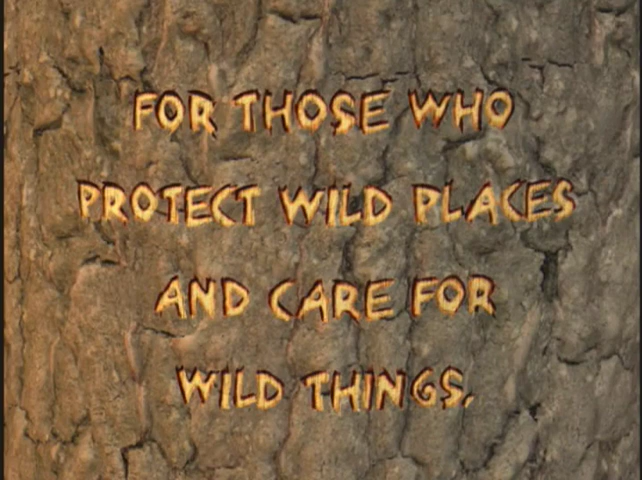 FOR THOSE WHO
PROTECT WILD PLACES
AND CARE FOR
WILD THINGS.